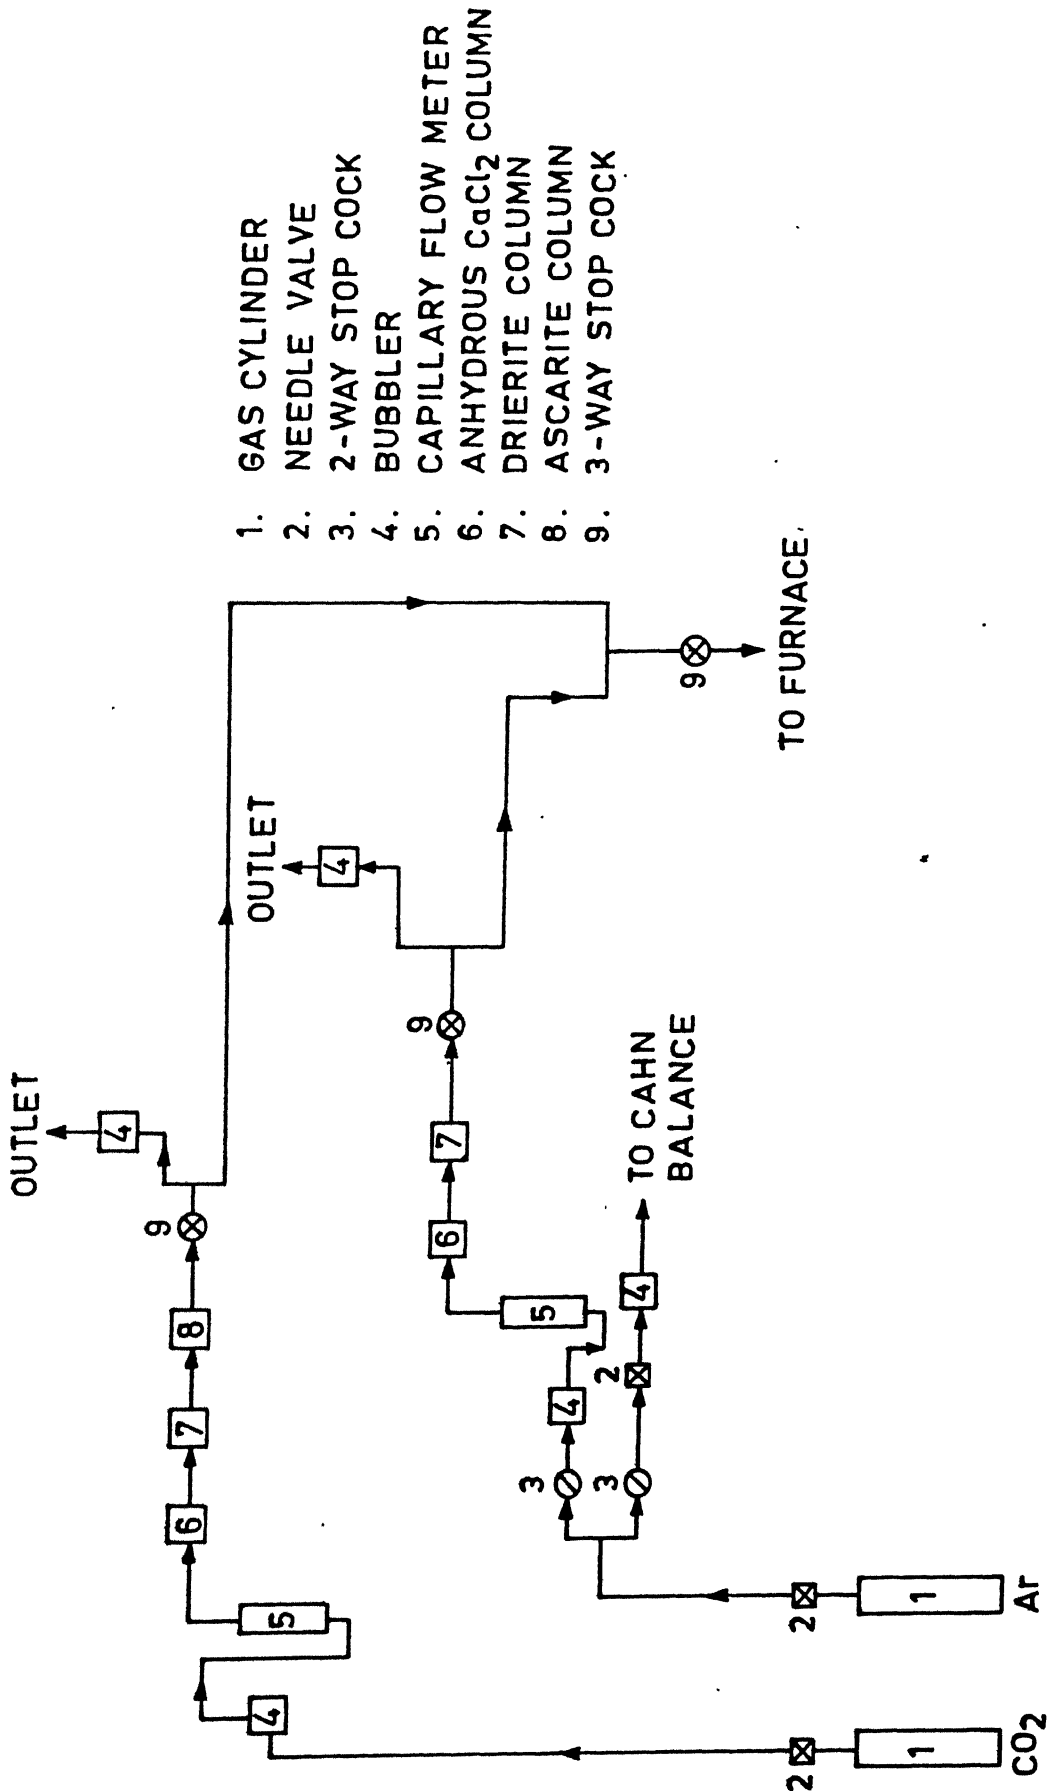 OUTLET
4
9
6 7 8
4
5
OUTLET
4
9
6 7
5
3
4
3
2
4
TO CAHN
BALANCE
9
TO FURNACE
2
2
1
1
CO₂
Ar
1. GAS CYLINDER
2. NEEDLE VALVE
3. 2-WAY STOP COCK
4. BUBBLER
5. CAPILLARY FLOW METER
6. ANHYDROUS CaCl₂ COLUMN
7. DRIERITE COLUMN
8. ASCARITE COLUMN
9. 3-WAY STOP COCK